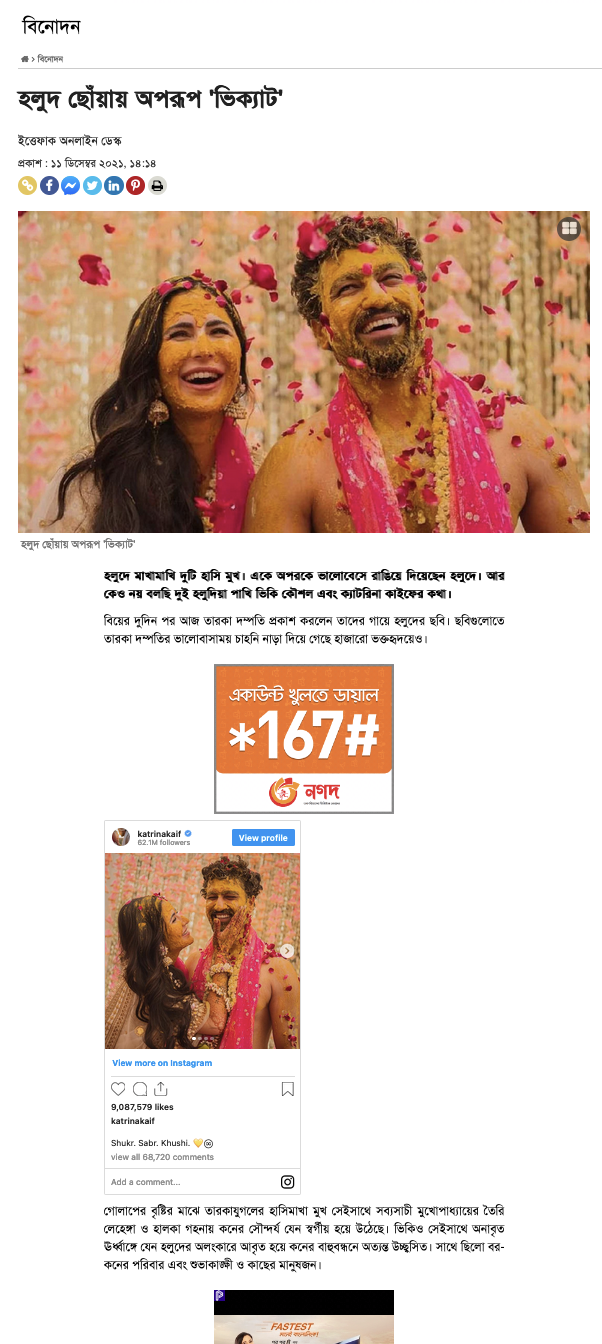 বিনোদন
› বিনোদন
হলুদ ছোঁয়ায় অপরূপ 'ভিক্যাট'
ইত্তেফাক অনলাইন ডেস্ক
প্রকাশ : ১১ ডিসেম্বর ২০২১, ১৪:১৪
হলুদ ছোঁয়ায় অপরূপ 'ভিক্যাট'
হলুদে মাখামাখি দুটি হাসি মুখ। একে অপরকে ভালোবেসে রাঙিয়ে দিয়েছেন হলুদে। আর
কেও নয় বলছি দুই হলুদিয়া পাখি ভিকি কৌশল এবং ক্যাটরিনা কাইফের কথা।
বিয়ের দুদিন পর আজ তারকা দম্পতি প্রকাশ করলেন তাদের গায়ে হলুদের ছবি। ছবিগুলোতে
তারকা দম্পতির ভালোবাসাময় চাহনি নাড়া দিয়ে গেছে হাজারো ভক্তহৃদয়েও।
একাউন্ট খুলতে ডায়াল
*167#
নগদ
katrinakaif
62.1M followers
View profile
View more on Instagram
9,087,579 likes
katrinakaif
Shukr. Sabr. Khushi. 💛♾
view all 68,720 comments
Add a comment...
গোলাপের বৃষ্টির মাঝে তারকাযুগলের হাসিমাখা মুখ সেইসাথে সব্যসাচী মুখোপাধ্যায়ের তৈরি
লেহেঙ্গা ও হালকা গহনায় কনের সৌন্দর্য যেন স্বর্গীয় হয়ে উঠেছে। ভিকিও সেইসাথে অনাবৃত
ঊর্ধ্বাঙ্গে যেন হলুদের অলংকারে আবৃত হয়ে কনের বাহুবন্ধনে অত্যন্ত উচ্ছ্বসিত। সাথে ছিলো বর-
কনের পরিবার এবং শুভাকাঙ্ক্ষী ও কাছের মানুষজন।
FASTEST